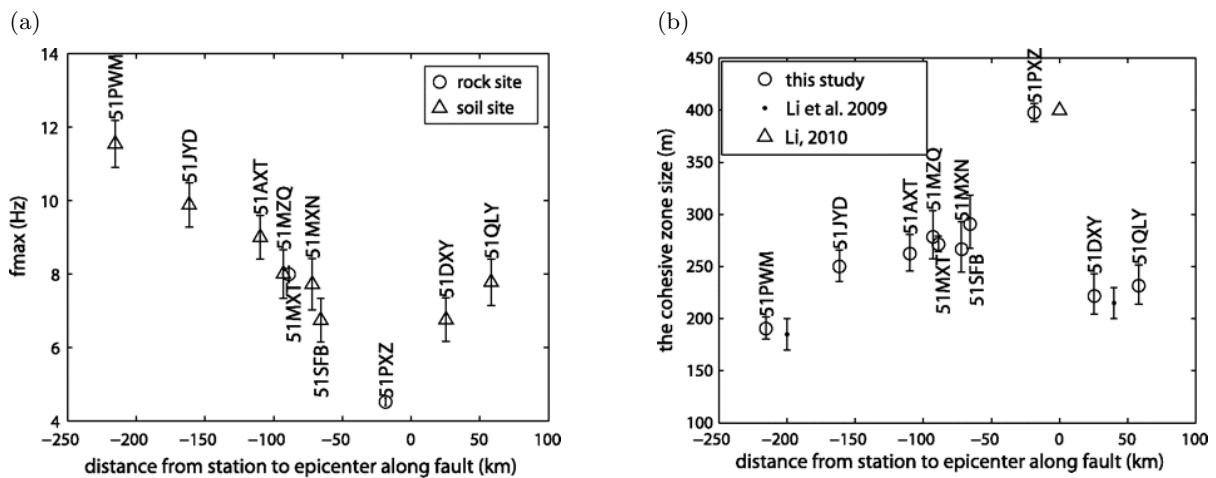 (a)
14
12
10
8
6
4
fmax (Hz)
−250 −200 −150 −100 −50 0 50 100
distance from station to epicenter along fault (km)
rock site
soil site
51PWM
51JYD
51AXT
51MZQ
51MXT
51MXN
51SFB
51PXZ
51DXY
51QLY
(b)
450
400
350
300
250
200
150
100
the cohesive zone size (m)
−250 −200 −150 −100 −50 0 50 100
distance from station to epicenter along fault (km)
this study
Li et al. 2009
Li, 2010
51PWM
51JYD
51AXT
51MZQ
51MXT
51MXN
51SFB
51PXZ
51DXY
51QLY